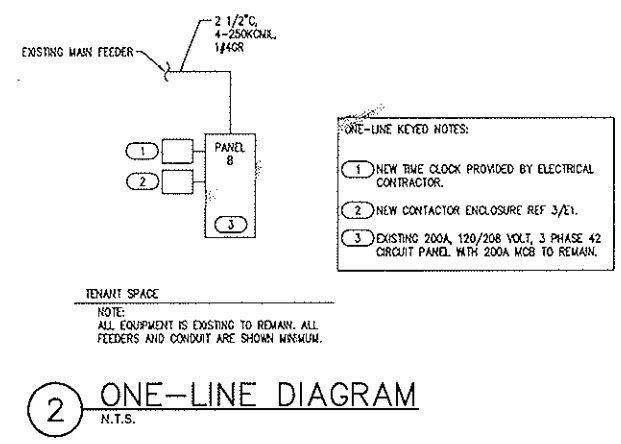 2 1/2"C,
4-250KCMIL,
1#4GR
EXISTING MAIN FEEDER
PANEL
B
1
2
3
ONE-LINE KEYED NOTES:
1 NEW TIME CLOCK PROVIDED BY ELECTRICAL
CONTRACTOR.
2 NEW CONTACTOR ENCLOSURE REF 3/E1.
3 EXISTING 200A, 120/208 VOLT, 3 PHASE 42
CIRCUIT PANEL WITH 200A MCB TO REMAIN.
TENANT SPACE
NOTE:
ALL EQUIPMENT IS EXISTING TO REMAIN. ALL
FEEDERS AND CONDUIT ARE SHOWN MINIMUM.
2 ONE-LINE DIAGRAM
N.T.S.